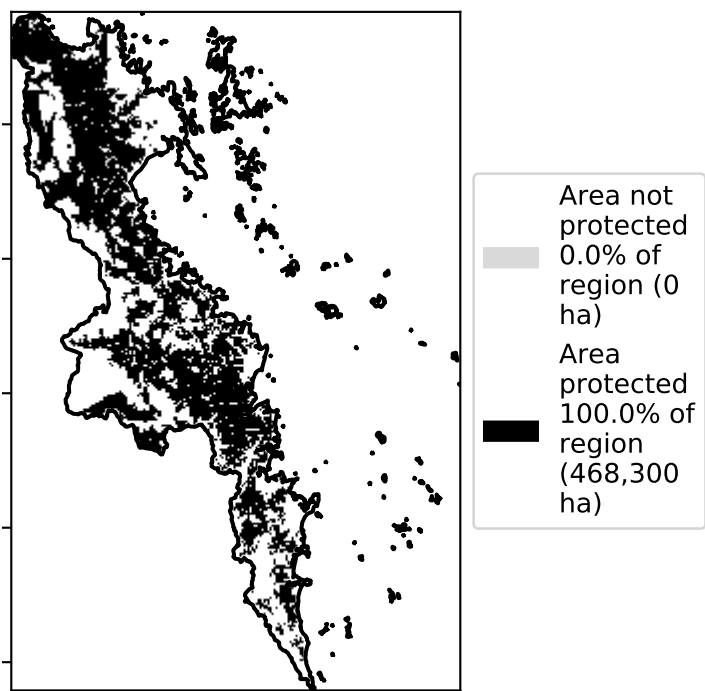 Area not
protected
0.0% of
region (0
ha)
Area
protected
100.0% of
region
(468,300
ha)